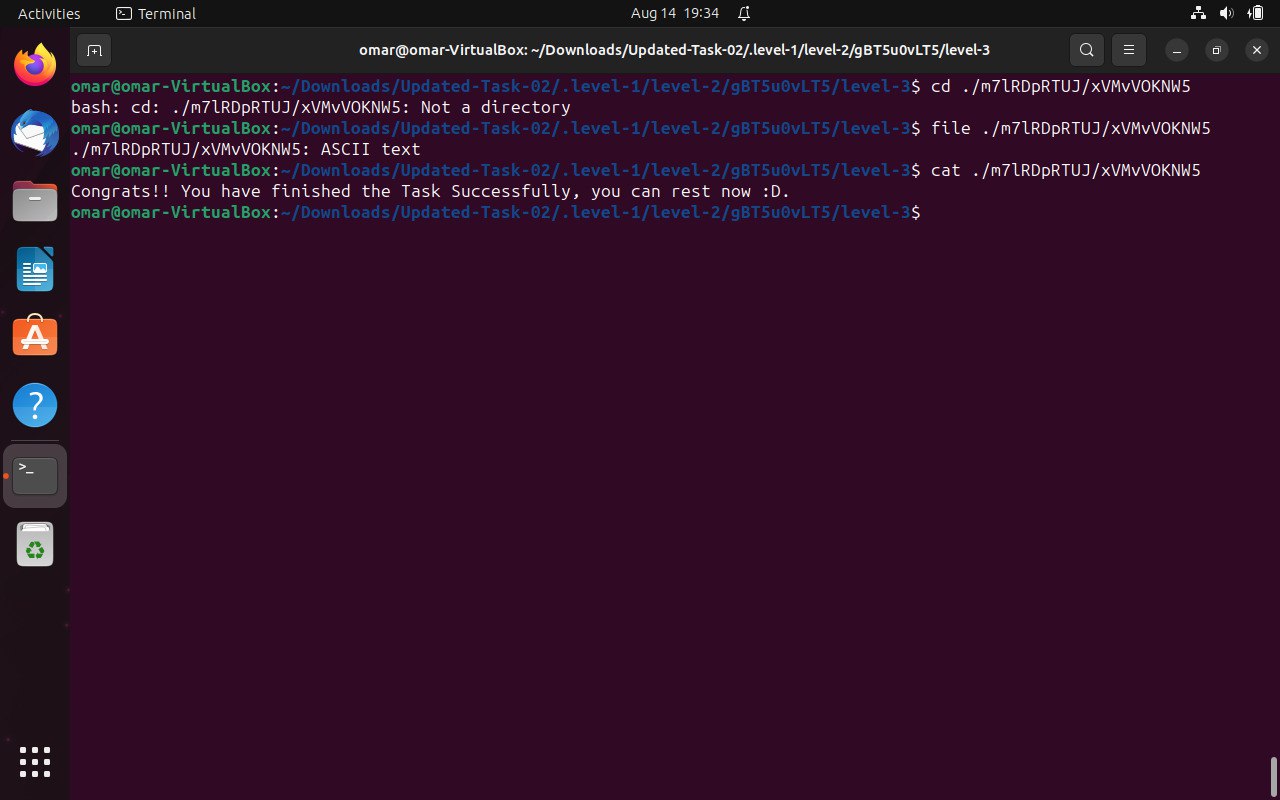 Activities Terminal Aug 14 19:34
omar@omar-VirtualBox: ~/Downloads/Updated-Task-02/.level-1/level-2/gBT5u0vLT5/level-3
omar@omar-VirtualBox:~/Downloads/Updated-Task-02/.level-1/level-2/gBT5u0vLT5/level-3$ cd ./m7lRDpRTUJ/xVMvVOKNW5
bash: cd: ./m7lRDpRTUJ/xVMvVOKNW5: Not a directory
omar@omar-VirtualBox:~/Downloads/Updated-Task-02/.level-1/level-2/gBT5u0vLT5/level-3$ file ./m7lRDpRTUJ/xVMvVOKNW5
./m7lRDpRTUJ/xVMvVOKNW5: ASCII text
omar@omar-VirtualBox:~/Downloads/Updated-Task-02/.level-1/level-2/gBT5u0vLT5/level-3$ cat ./m7lRDpRTUJ/xVMvVOKNW5
Congrats!! You have finished the Task Successfully, you can rest now :D.
omar@omar-VirtualBox:~/Downloads/Updated-Task-02/.level-1/level-2/gBT5u0vLT5/level-3$